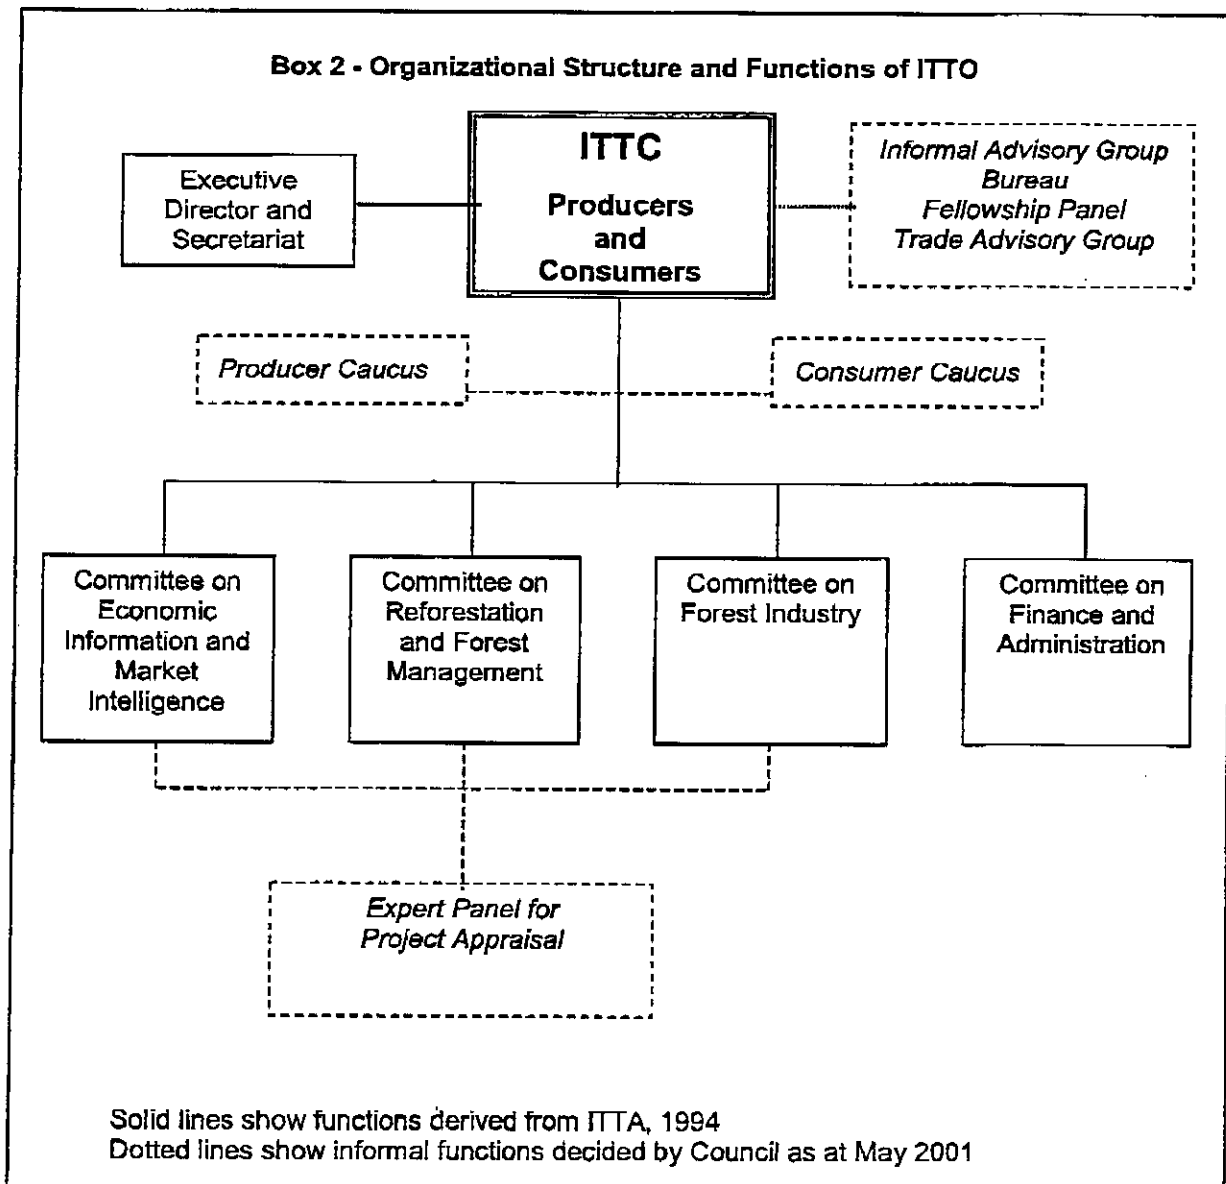 Box 2 - Organizational Structure and Functions of ITTO
Executive
Director and
Secretariat
ITTC
Producers
and
Consumers
Informal Advisory Group
Bureau
Fellowship Panel
Trade Advisory Group
Producer Caucus
Consumer Caucus
Committee on
Economic
Information and
Market
Intelligence
Committee on
Reforestation
and Forest
Management
Committee on
Forest Industry
Committee on
Finance and
Administration
Expert Panel for
Project Appraisal
Solid lines show functions derived from ITTA, 1994
Dotted lines show informal functions decided by Council as at May 2001